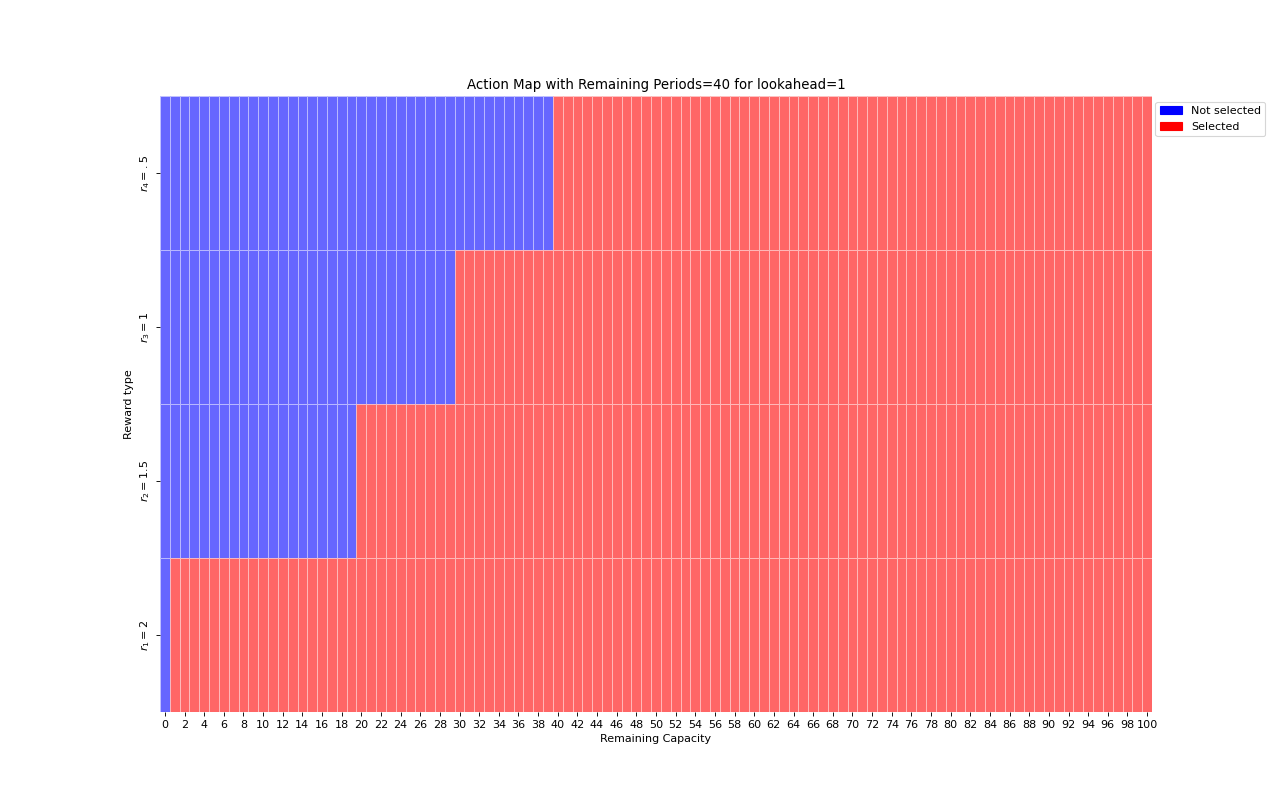 Action Map with Remaining Periods=40 for lookahead=1
Not selected
Selected
r₄ = .5
r₃ = 1
r₂ = 1.5
r₁ = 2
Reward type
0 2 4 6 8 10 12 14 16 18 20 22 24 26 28 30 32 34 36 38 40 42 44 46 48 50 52 54 56 58 60 62 64 66 68 70 72 74 76 78 80 82 84 86 88 90 92 94 96 98 100
Remaining Capacity